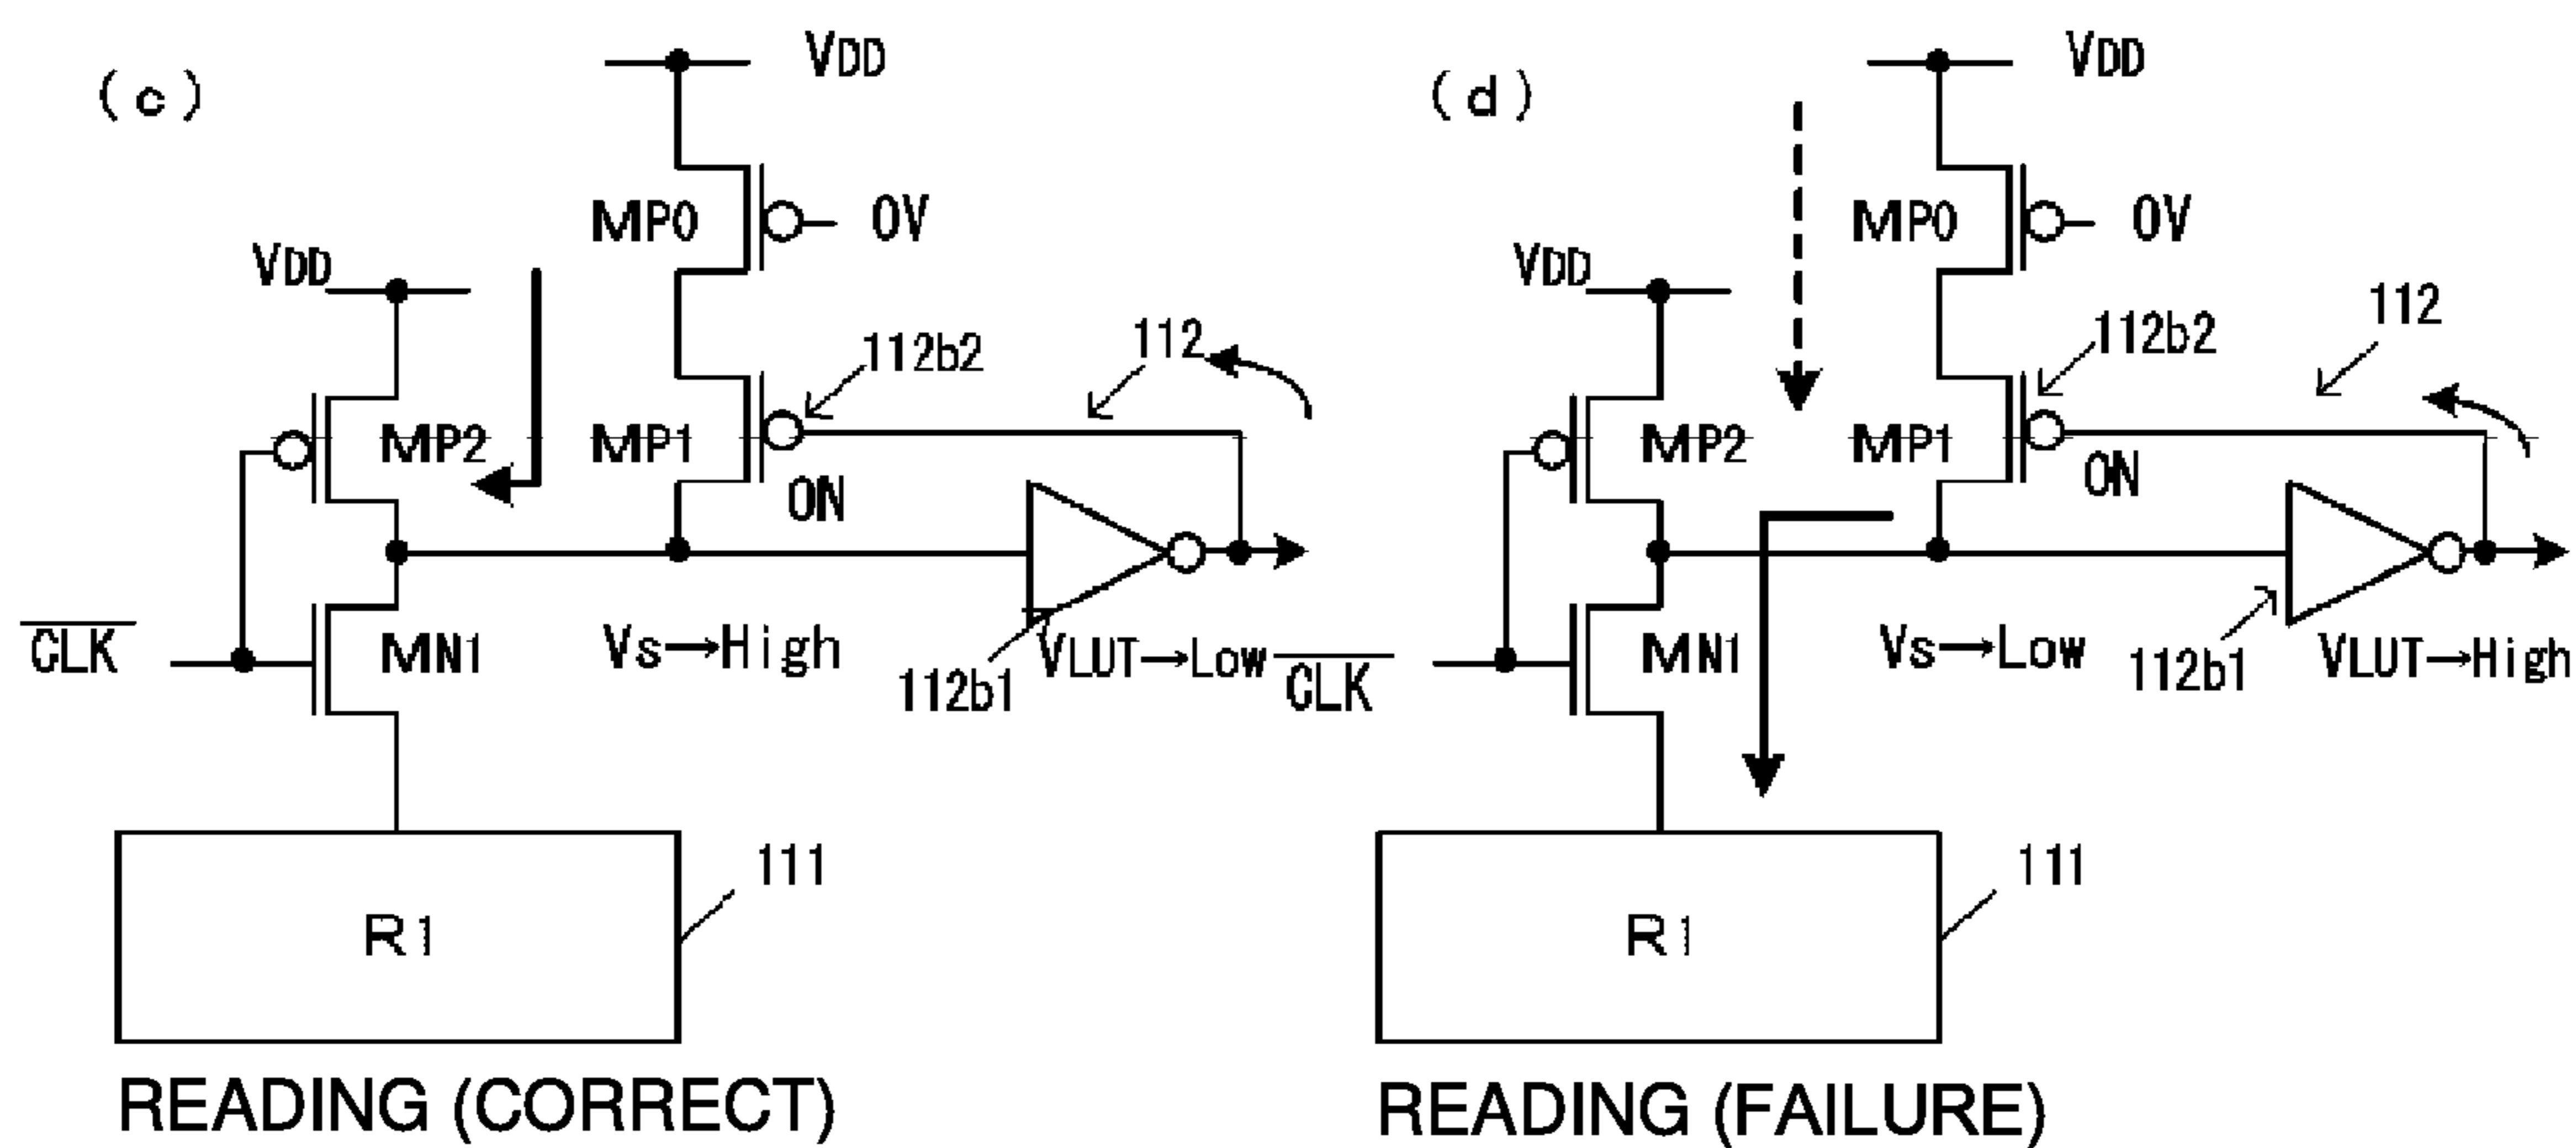 (c)
VDD
MP0
0V
VDD
112b2
112
MP2
MP1
ON
CLK
MN1
Vs→High
112b1
VLUT→Low
R1
111
READING (CORRECT)
(d)
VDD
MP0
0V
VDD
112b2
112
MP2
MP1
ON
CLK
MN1
Vs→Low
112b1
VLUT→High
R1
111
READING (FAILURE)